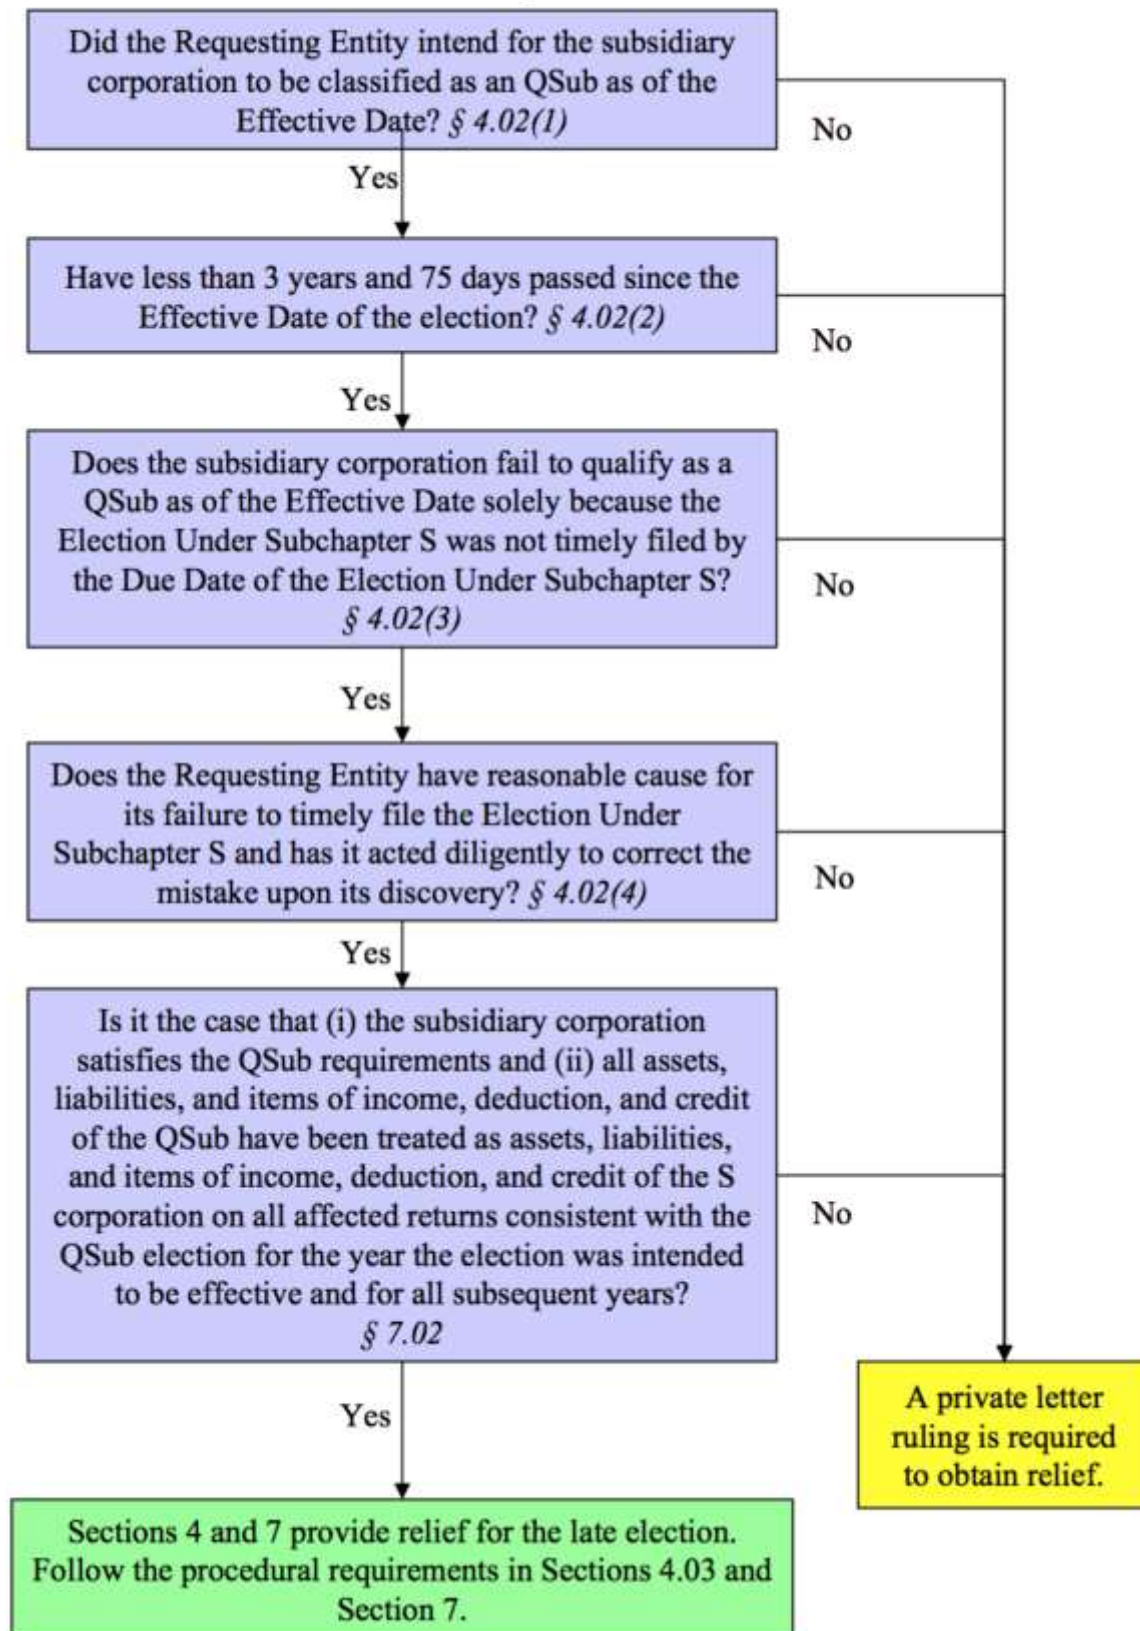 Did the Requesting Entity intend for the subsidiary
corporation to be classified as an QSub as of the
Effective Date? § 4.02(1)
No
Yes
Have less than 3 years and 75 days passed since the
Effective Date of the election? § 4.02(2)
No
Yes
Does the subsidiary corporation fail to qualify as a
QSub as of the Effective Date solely because the
Election Under Subchapter S was not timely filed by
the Due Date of the Election Under Subchapter S?
§ 4.02(3)
No
Yes
Does the Requesting Entity have reasonable cause for
its failure to timely file the Election Under
Subchapter S and has it acted diligently to correct the
mistake upon its discovery? § 4.02(4)
No
Yes
Is it the case that (i) the subsidiary corporation
satisfies the QSub requirements and (ii) all assets,
liabilities, and items of income, deduction, and credit
of the QSub have been treated as assets, liabilities,
and items of income, deduction, and credit of the S
corporation on all affected returns consistent with the
QSub election for the year the election was intended
to be effective and for all subsequent years?
§ 7.02
No
Yes
A private letter
ruling is required
to obtain relief.
Sections 4 and 7 provide relief for the late election.
Follow the procedural requirements in Sections 4.03 and
Section 7.